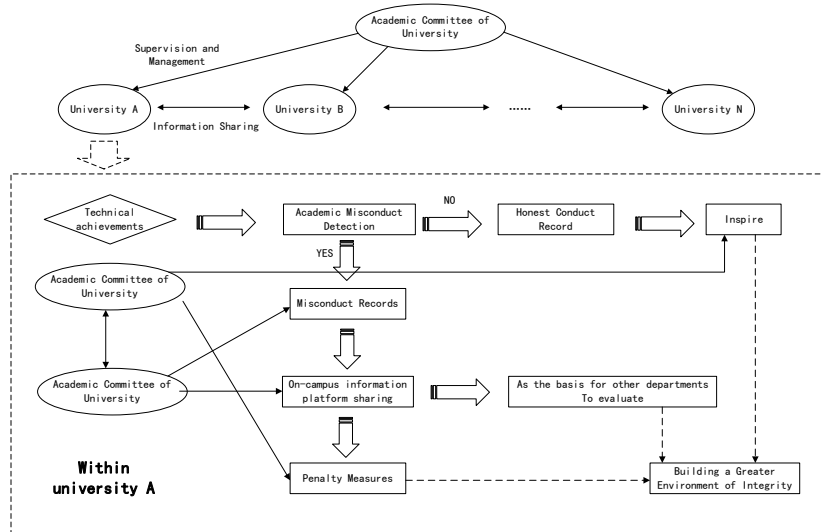 Academic Committee of
University
Supervision and
Management
University A
University B
......
University N
Information Sharing
Technical
achievements
Academic Misconduct
Detection
NO
Honest Conduct
Record
Inspire
YES
Academic Committee of
University
Misconduct Records
Academic Committee of
University
On-campus information
platform sharing
As the basis for other departments
To evaluate
Within
university A
Penalty Measures
Building a Greater
Environment of Integrity